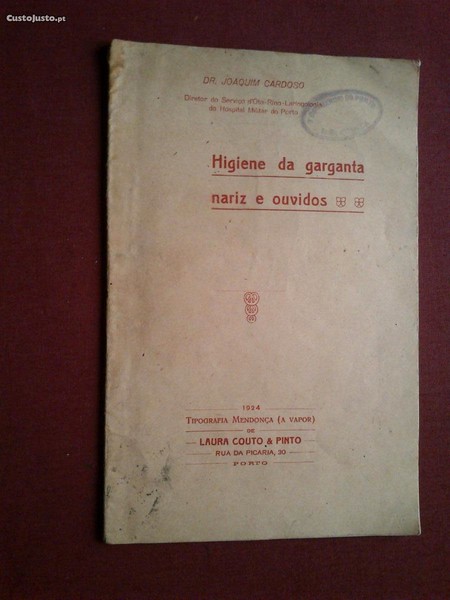 CustoJusto.pt
DR. JOAQUIM CARDOSO
Diretor do Serviço d'Oto-Rino-Laringologia
do Hospital Militar do Porto
Higiene da garganta
nariz e ouvidos
1924
TIPOGRAFIA MENDONÇA (A VAPOR)
DE
LAURA COUTO & PINTO
RUA DA PICARIA, 30
PORTO